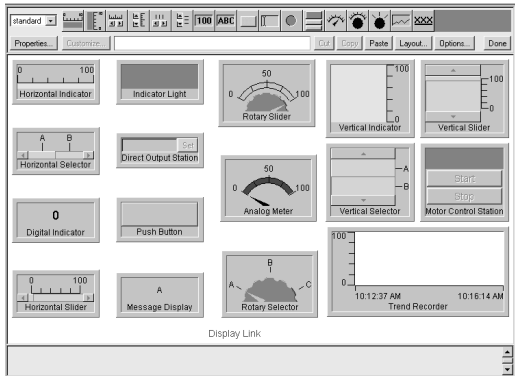 standard 100 ABC XXX
Properties... Customize... Cut Copy Paste Layout... Options... Done
0 100
Horizontal Indicator
Indicator Light
0 50 100
Rotary Slider
100
0
Vertical Indicator
100
0
Vertical Slider
A B
Horizontal Selector
Set
Direct Output Station
0 50 100
Analog Meter
A
B
Vertical Selector
Start
Stop
Motor Control Station
0
Digital Indicator
Push Button
0 100
Horizontal Slider
A
Message Display
A B C
Rotary Selector
100
0
10:12:37 AM 10:16:14 AM
Trend Recorder
Display Link